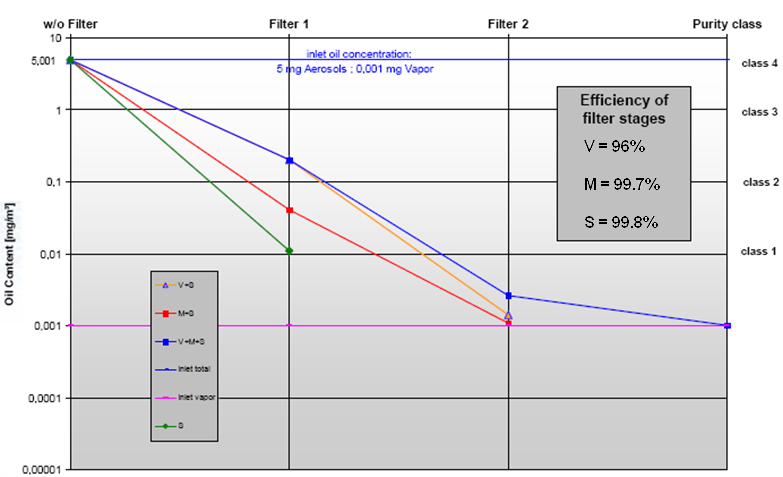 w/o Filter Filter 1 Filter 2 Purity class
10
5,001
1
0,1
0,01
0,001
0,0001
0,00001
Oil Content [mg/m³]
inlet oil concentration:
5 mg Aerosols ; 0,001 mg Vapor
class 4
class 3
class 2
class 1
Efficiency of
filter stages
V = 96%
M = 99.7%
S = 99.8%
V+S
M+S
V+M+S
Inlet total
Inlet vapor
S